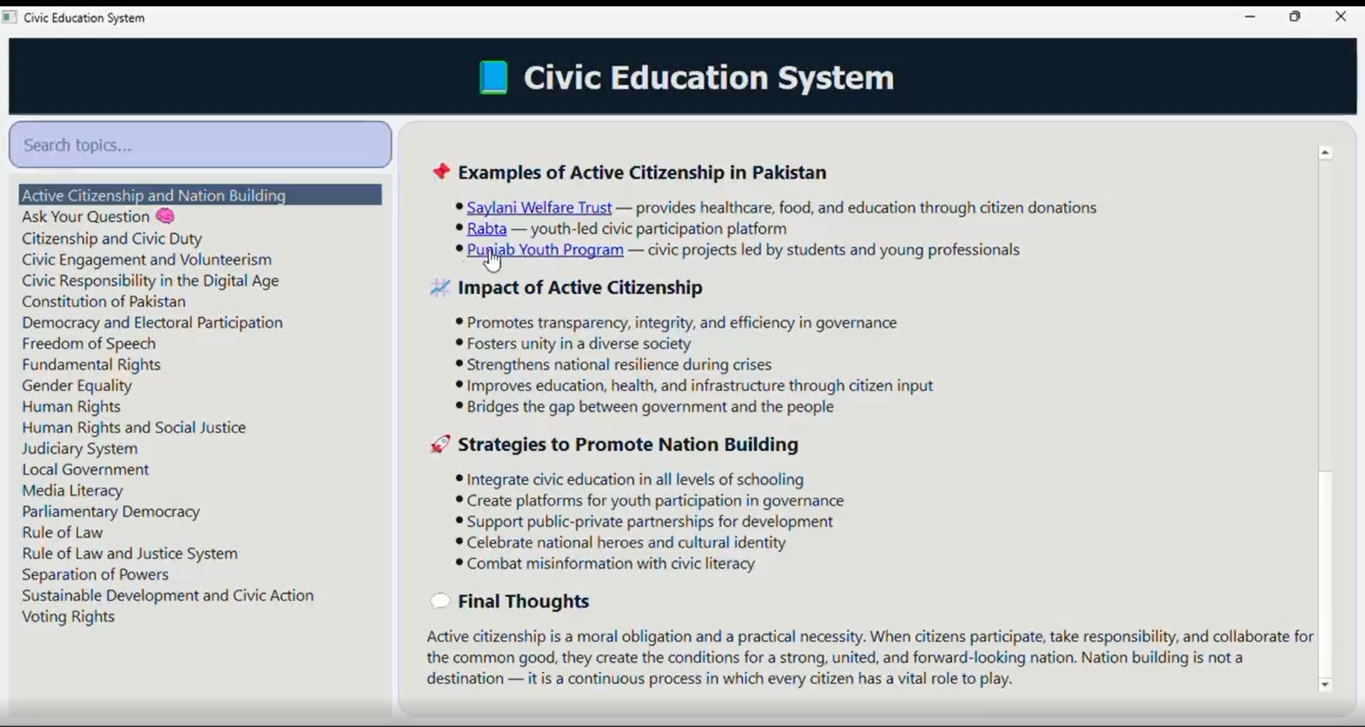 Civic Education System
Civic Education System
Search topics...
Active Citizenship and Nation Building
Ask Your Question
Citizenship and Civic Duty
Civic Engagement and Volunteerism
Civic Responsibility in the Digital Age
Constitution of Pakistan
Democracy and Electoral Participation
Freedom of Speech
Fundamental Rights
Gender Equality
Human Rights
Human Rights and Social Justice
Judiciary System
Local Government
Media Literacy
Parliamentary Democracy
Rule of Law
Rule of Law and Justice System
Separation of Powers
Sustainable Development and Civic Action
Voting Rights
Examples of Active Citizenship in Pakistan
• Saylani Welfare Trust — provides healthcare, food, and education through citizen donations
• Rabta — youth-led civic participation platform
• Punjab Youth Program — civic projects led by students and young professionals
Impact of Active Citizenship
• Promotes transparency, integrity, and efficiency in governance
• Fosters unity in a diverse society
• Strengthens national resilience during crises
• Improves education, health, and infrastructure through citizen input
• Bridges the gap between government and the people
Strategies to Promote Nation Building
• Integrate civic education in all levels of schooling
• Create platforms for youth participation in governance
• Support public-private partnerships for development
• Celebrate national heroes and cultural identity
• Combat misinformation with civic literacy
Final Thoughts
Active citizenship is a moral obligation and a practical necessity. When citizens participate, take responsibility, and collaborate for
the common good, they create the conditions for a strong, united, and forward-looking nation. Nation building is not a
destination — it is a continuous process in which every citizen has a vital role to play.